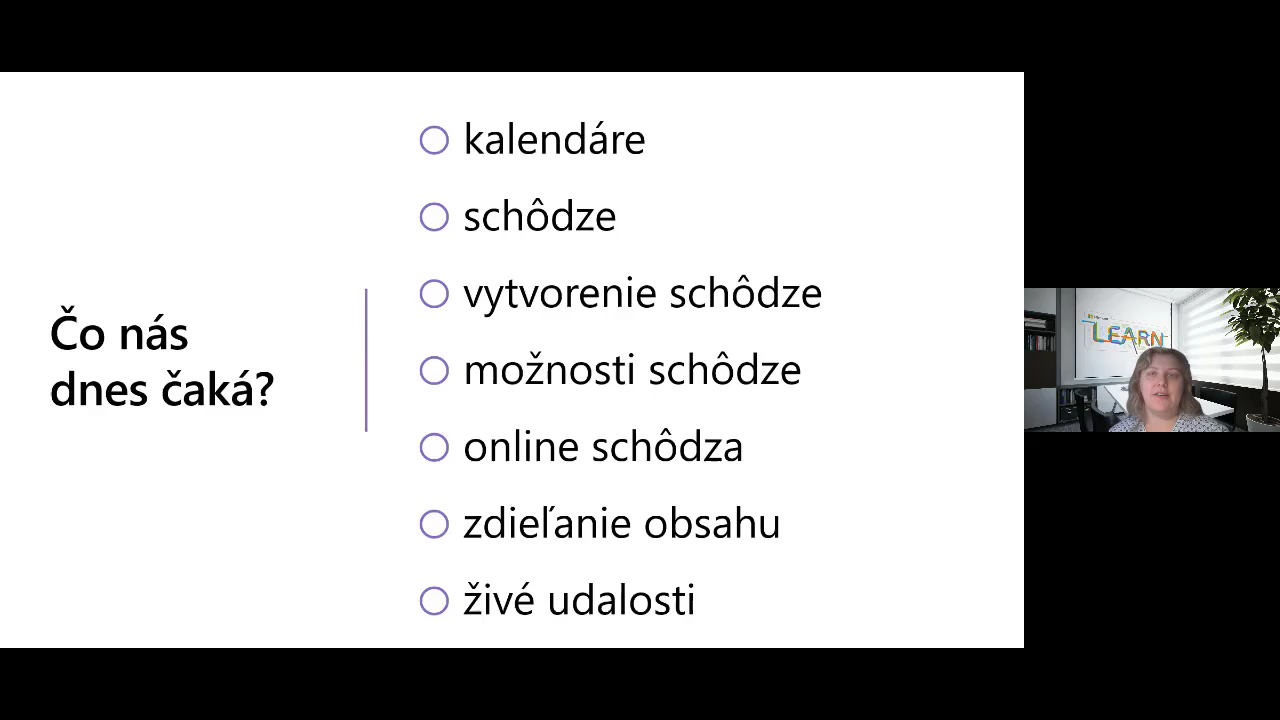 Čo nás
dnes čaká?
kalendáre
schôdze
vytvorenie schôdze
možnosti schôdze
online schôdza
zdieľanie obsahu
živé udalosti
LEARN